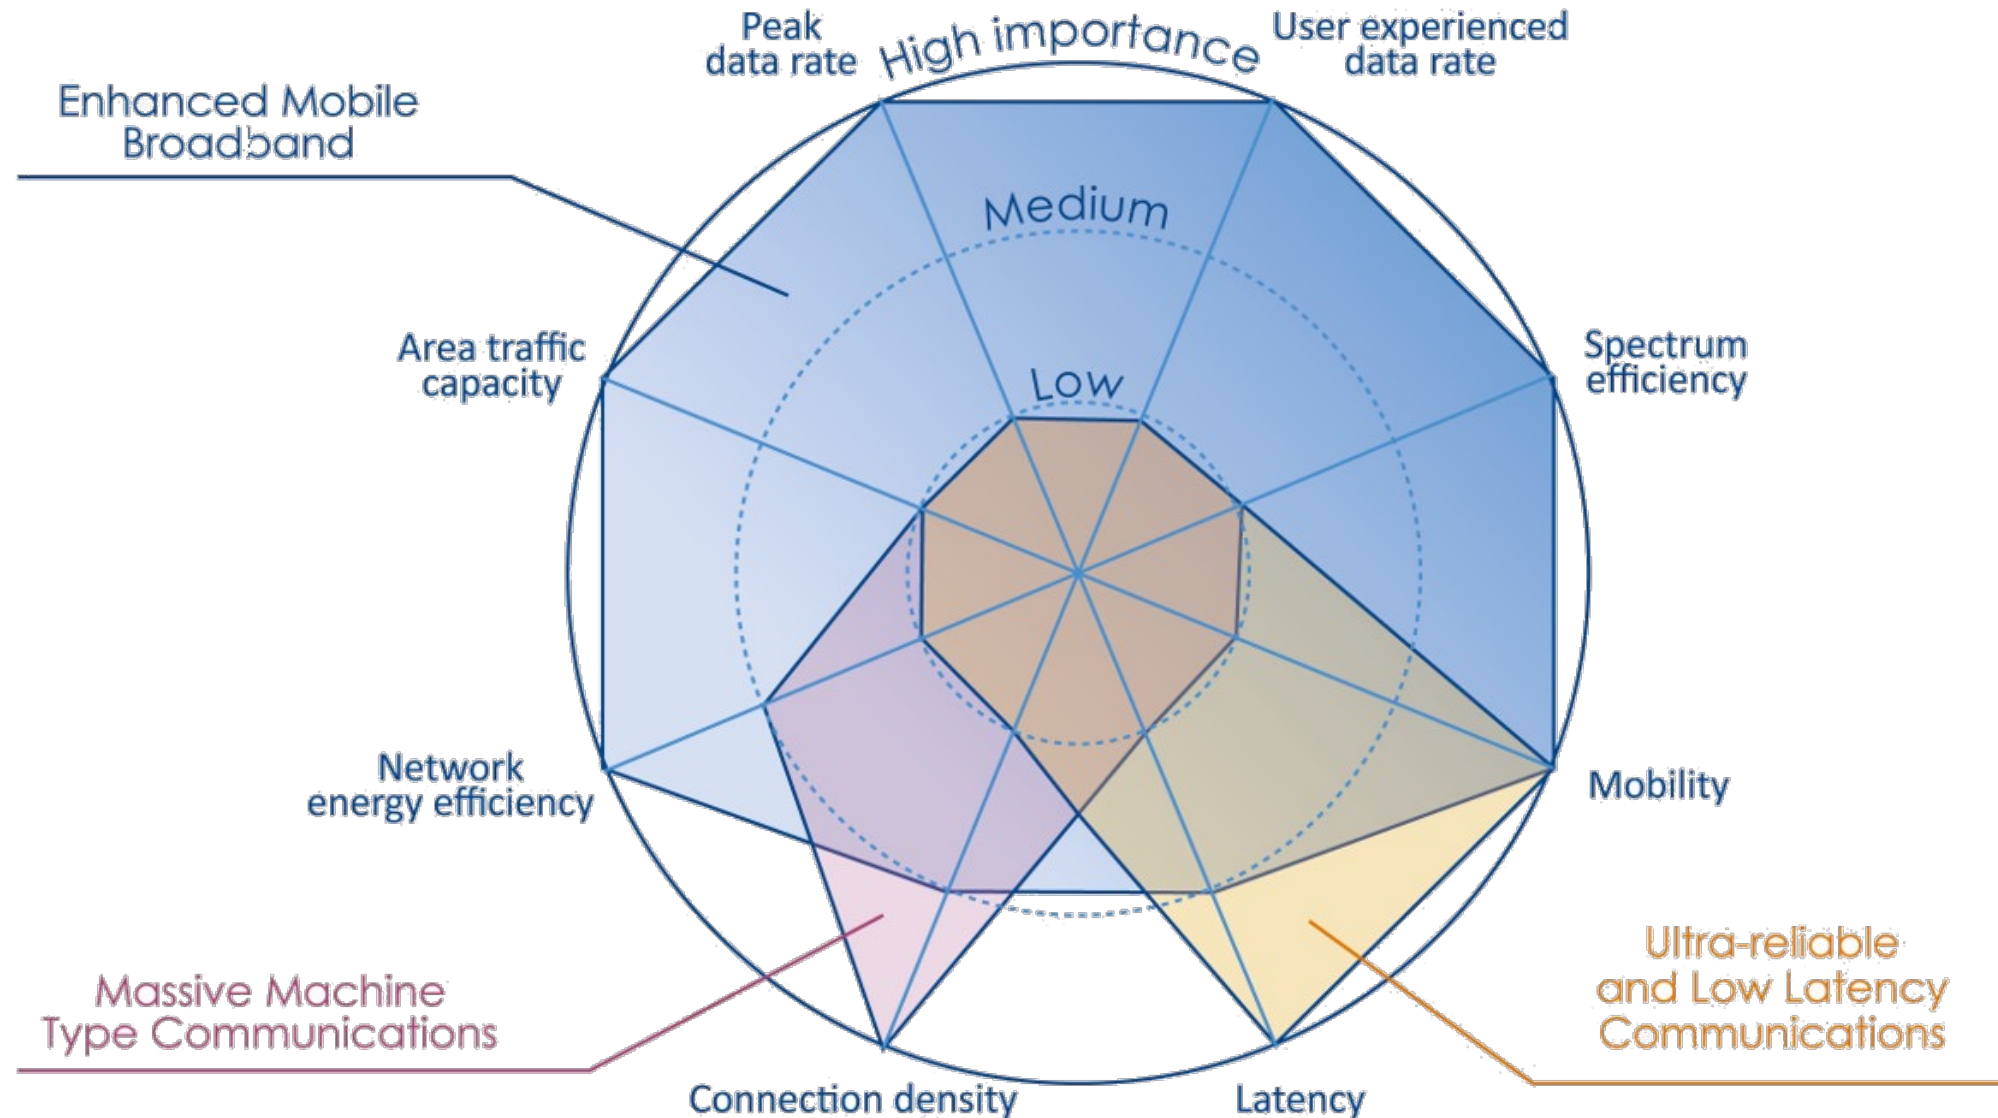 Peak
data rate
High importance
User experienced
data rate
Enhanced Mobile
Broadband
Medium
Area traffic
capacity
Low
Spectrum
efficiency
Network
energy efficiency
Mobility
Massive Machine
Type Communications
Ultra-reliable
and Low Latency
Communications
Connection density
Latency